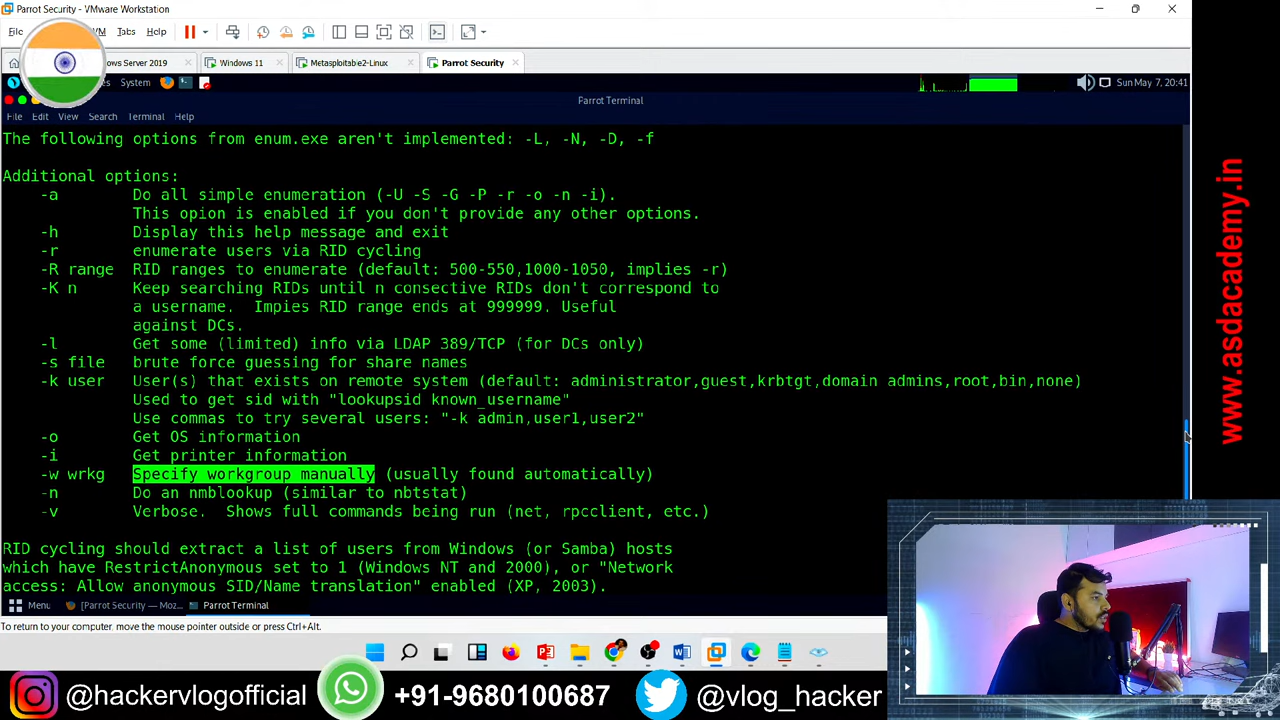 Parrot Security - VMware Workstation
File
VM
Tabs
Help
ows Server 2019
Windows 11
Metasploitable2-Linux
Parrot Security
es
System
Sun May 7, 20:41
Parrot Terminal
File Edit View Search Terminal Help
The following options from enum.exe aren't implemented: -L, -N, -D, -f
Additional options:
-a Do all simple enumeration (-U -S -G -P -r -o -n -i).
This opion is enabled if you don't provide any other options.
-h Display this help message and exit
-r enumerate users via RID cycling
-R range RID ranges to enumerate (default: 500-550,1000-1050, implies -r)
-K n Keep searching RIDs until n consective RIDs don't correspond to
a username. Impies RID range ends at 999999. Useful
against DCs.
-l Get some (limited) info via LDAP 389/TCP (for DCs only)
-s file brute force guessing for share names
-k user User(s) that exists on remote system (default: administrator,guest,krbtgt,domain admins,root,bin,none)
Used to get sid with "lookupsid known_username"
Use commas to try several users: "-k admin,user1,user2"
-o Get OS information
-i Get printer information
-w wrkg Specify workgroup manually (usually found automatically)
-n Do an nmblookup (similar to nbtstat)
-v Verbose. Shows full commands being run (net, rpcclient, etc.)
RID cycling should extract a list of users from Windows (or Samba) hosts
which have RestrictAnonymous set to 1 (Windows NT and 2000), or "Network
access: Allow anonymous SID/Name translation" enabled (XP, 2003).
Menu
[Parrot Security — Moz...
Parrot Terminal
To return to your computer, move the mouse pointer outside or press Ctrl+Alt.
@hackervlogofficial
+91-9680100687
@vlog_hacker
www.asdacademy.in